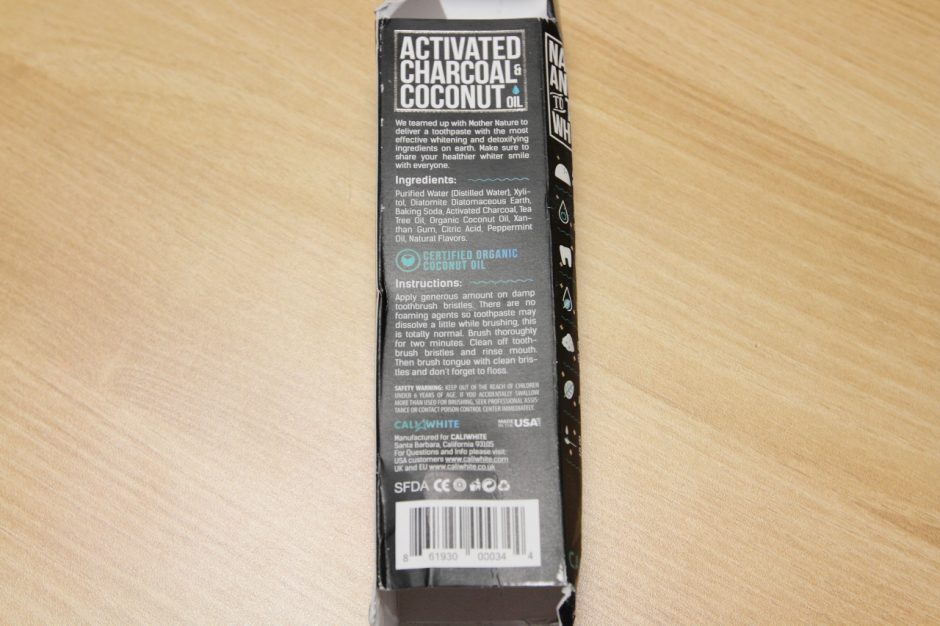 ACTIVATED
CHARCOAL &
COCONUT OIL
We teamed up with Mother Nature to
deliver a toothpaste with the most
effective whitening and detoxifying
ingredients on earth. Make sure to
share your healthier whiter smile
with everyone.
Ingredients:
Purified Water (Distilled Water), Xyli-
tol, Diatomite Diatomaceous Earth,
Baking Soda, Activated Charcoal, Tea
Tree Oil, Organic Coconut Oil, Xan-
than Gum, Citric Acid, Peppermint
Oil, Natural Flavors.
CERTIFIED ORGANIC
COCONUT OIL
Instructions:
Apply generous amount on damp
toothbrush bristles. There are no
foaming agents so toothpaste may
dissolve a little while brushing, this
is totally normal. Brush thoroughly
for two minutes. Clean off tooth-
brush bristles and rinse mouth.
Then brush tongue with clean bris-
tles and don't forget to floss.
SAFETY WARNING: KEEP OUT OF THE REACH OF CHILDREN
UNDER 6 YEARS OF AGE. IF YOU ACCIDENTALLY SWALLOW
MORE THAN USED FOR BRUSHING, SEEK PROFESSIONAL ASSIS-
TANCE OR CONTACT POISON CONTROL CENTER IMMEDIATELY.
CALIWHITE
MADE IN THE USA
Manufactured for CALIWHITE
Santa Barbara, California 93105
For Questions and info please visit:
USA customers www.caliwhite.com
UK and EU www.caliwhite.co.uk
SFDA CE
8 61930 00034 4
NA
AN
TO
WH